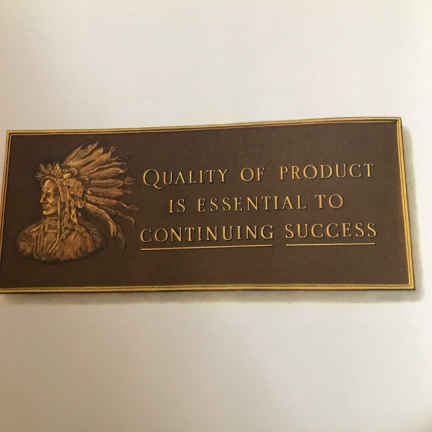 QUALITY OF PRODUCT
IS ESSENTIAL TO
CONTINUING SUCCESS